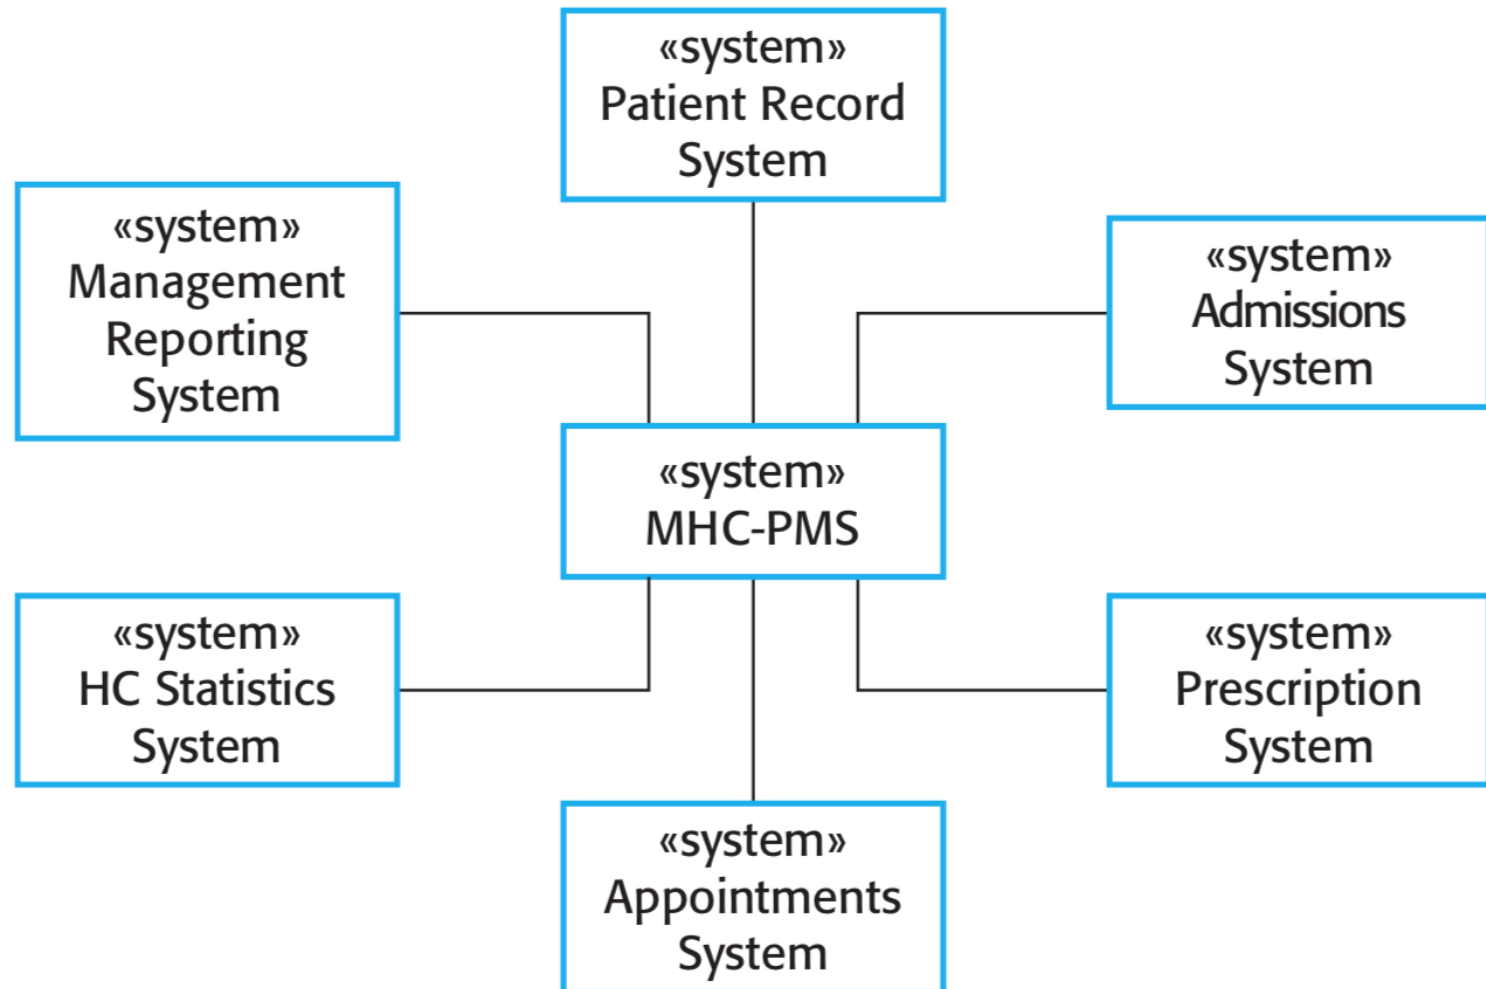 «system»
Patient Record
System
«system»
Management
Reporting
System
«system»
Admissions
System
«system»
MHC-PMS
«system»
HC Statistics
System
«system»
Prescription
System
«system»
Appointments
System